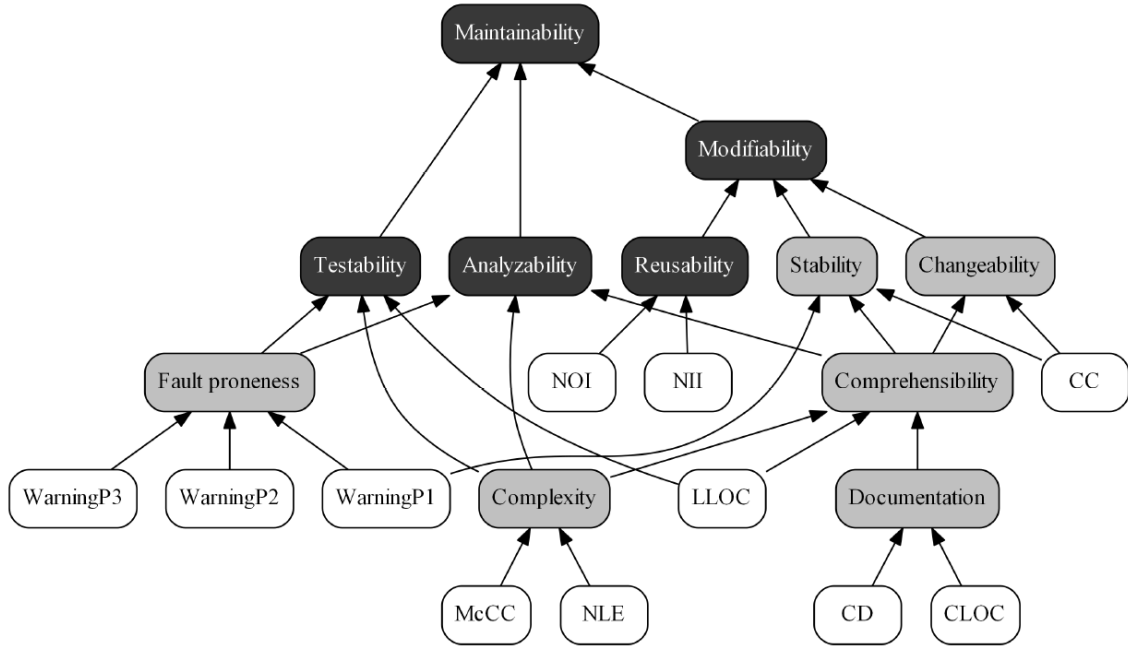 Maintainability
Modifiability
Testability
Analyzability
Reusability
Stability
Changeability
Fault proneness
NOI
NII
Comprehensibility
CC
WarningP3
WarningP2
WarningP1
Complexity
LLOC
Documentation
McCC
NLE
CD
CLOC